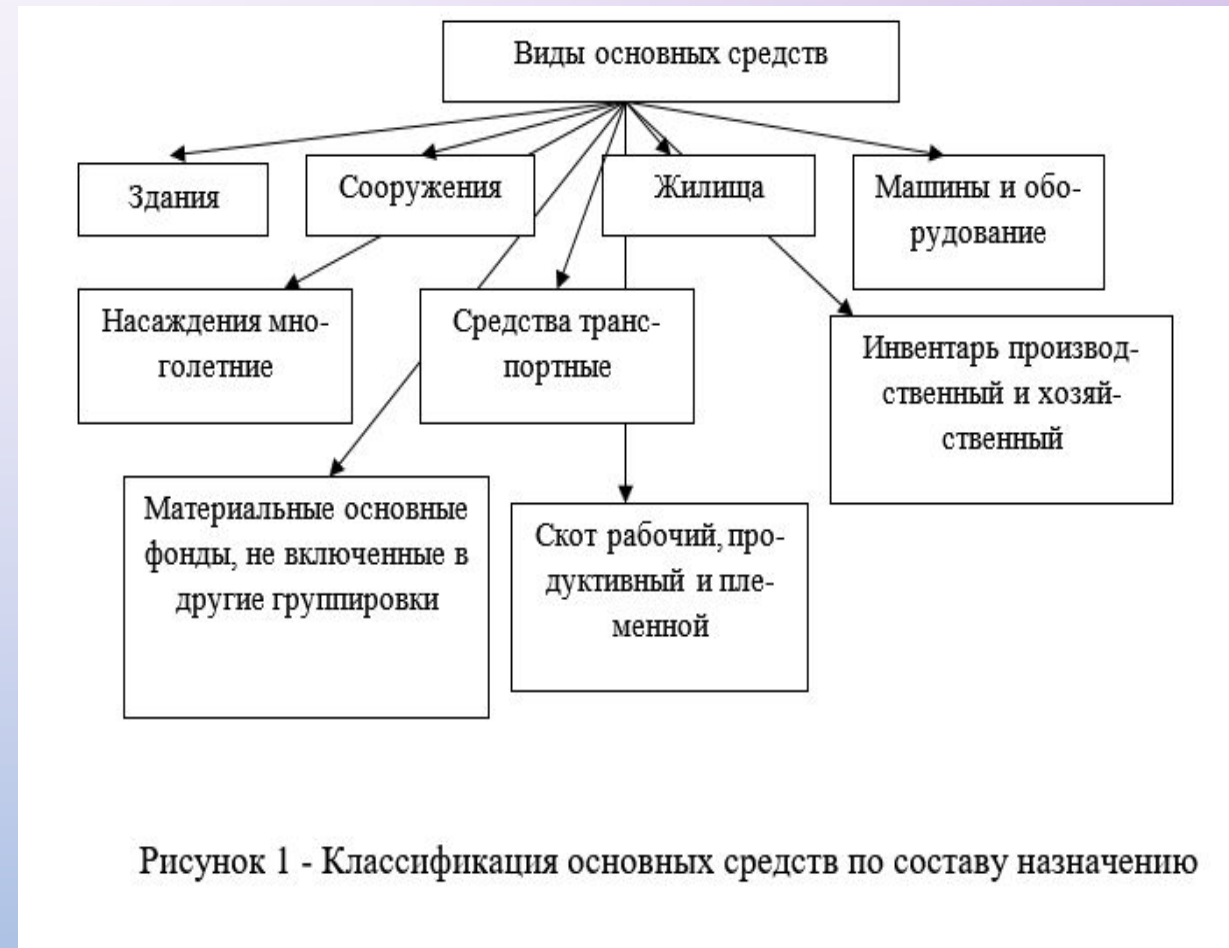 Виды основных средств
Здания
Сооружения
Жилища
Машины и обо-
рудование
Насаждения мно-
голетние
Средства транс-
портные
Инвентарь производ-
ственный и хозяй-
ственный
Материальные основные
фонды, не включенные в
другие группировки
Скот рабочий, про-
дуктивный и пле-
менной
Рисунок 1 - Классификация основных средств по составу назначению